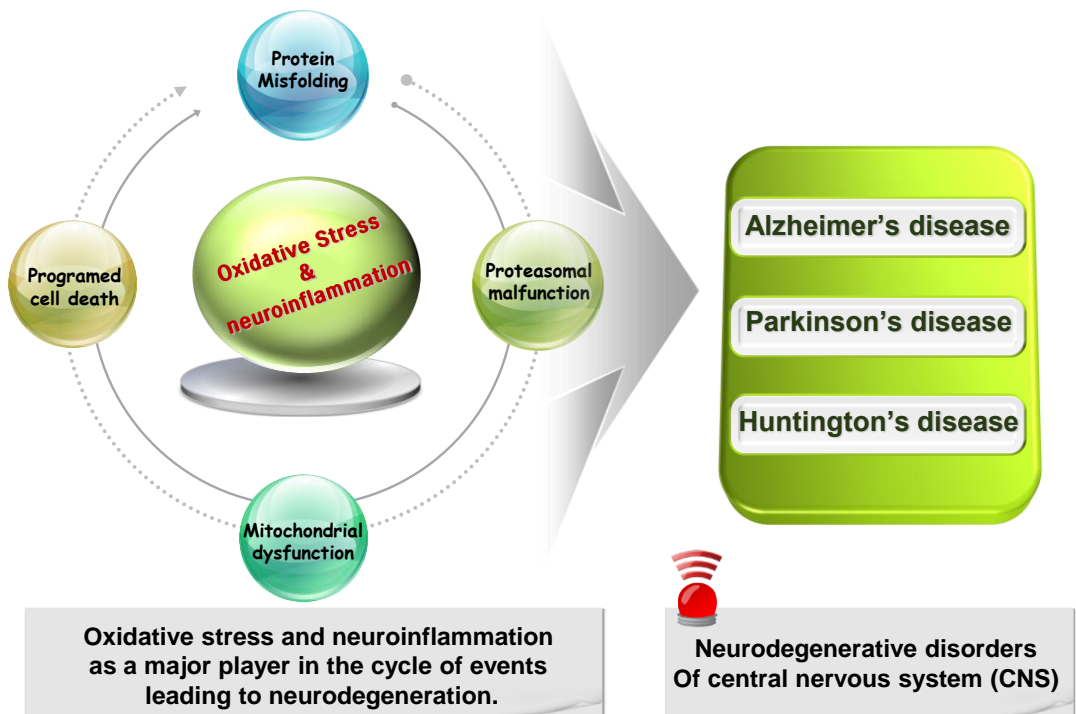 Protein
Misfolding
Oxidative Stress
&
neuroinflammation
Programed
cell death
Proteasomal
malfunction
Mitochondrial
dysfunction
Alzheimer’s disease
Parkinson’s disease
Huntington’s disease
Oxidative stress and neuroinflammation
as a major player in the cycle of events
leading to neurodegeneration.
Neurodegenerative disorders
Of central nervous system (CNS)